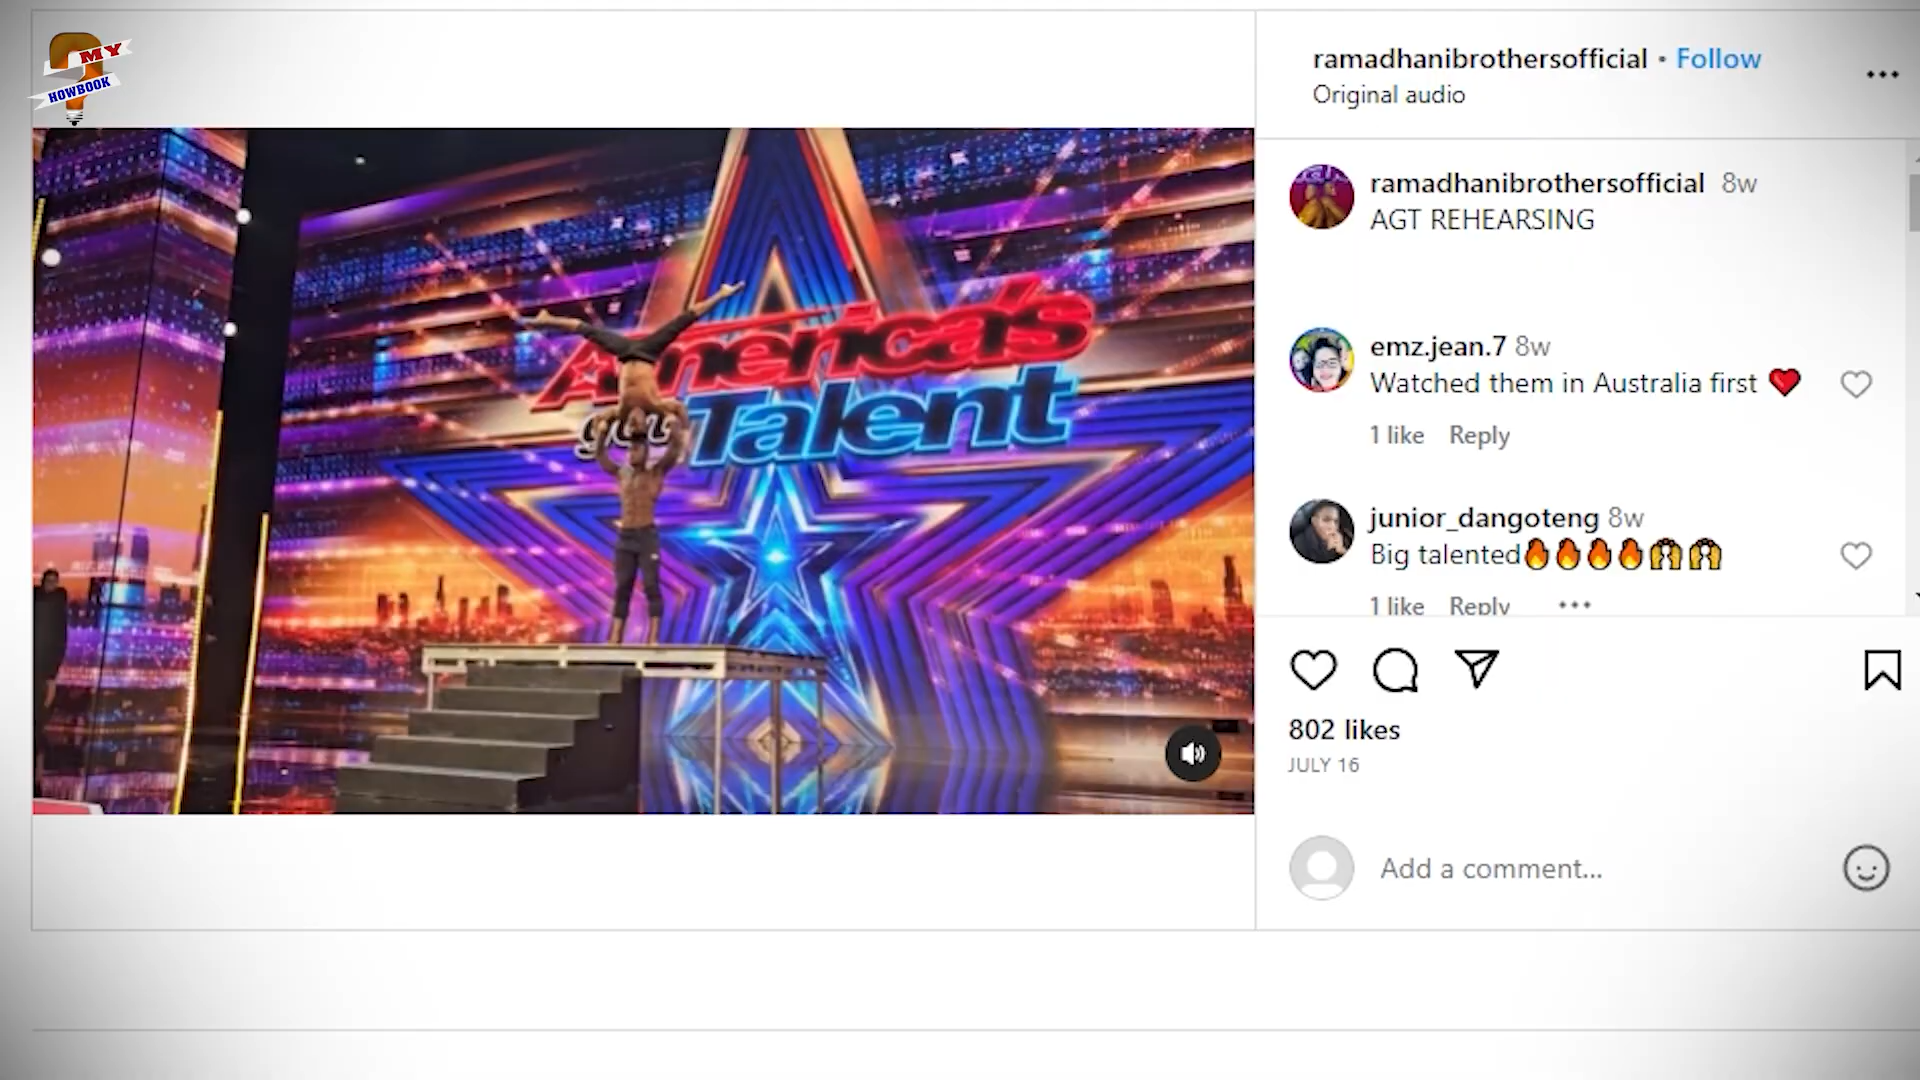 MY
HOWBOOK
America's
got Talent
ramadhanibrothersofficial • Follow
Original audio
ramadhanibrothersofficial 8w
AGT REHEARSING
emz.jean.7 8w
Watched them in Australia first ❤️
1 like Reply
junior_dangoteng 8w
Big talented🔥🔥🔥🔥🙌🙌
1 like Reply
802 likes
JULY 16
Add a comment...